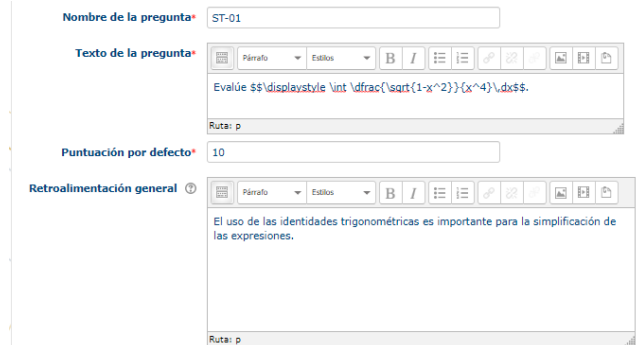 Nombre de la pregunta* ST-01
Texto de la pregunta*
Párrafo Estilos B I
Evalúe $$\displaystyle \int \dfrac{\sqrt{1-x^2}}{x^4}\,dx$$.
Ruta: p
Puntuación por defecto* 10
Retroalimentación general
Párrafo Estilos B I
El uso de las identidades trigonométricas es importante para la simplificación de
las expresiones.
Ruta: p